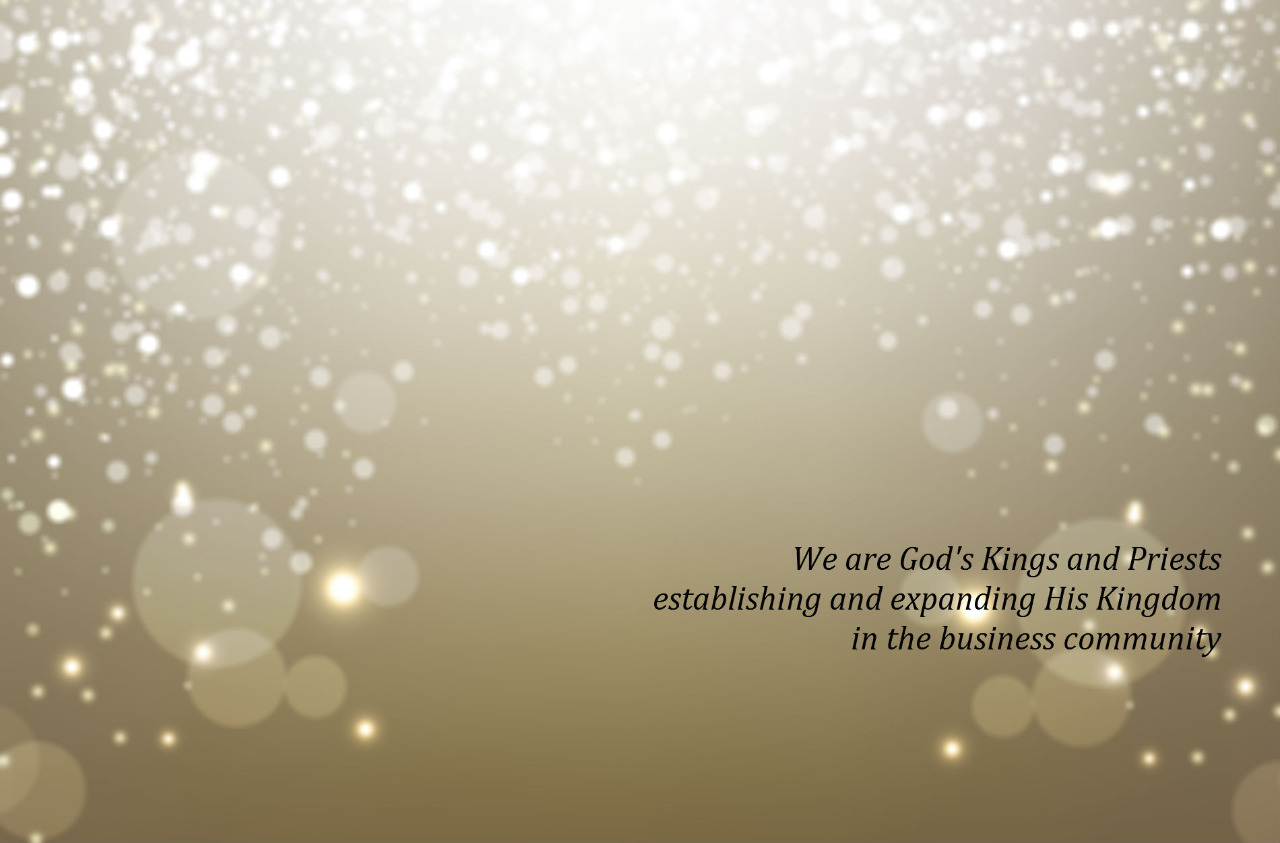 We are God's Kings and Priests
establishing and expanding His Kingdom
in the business community